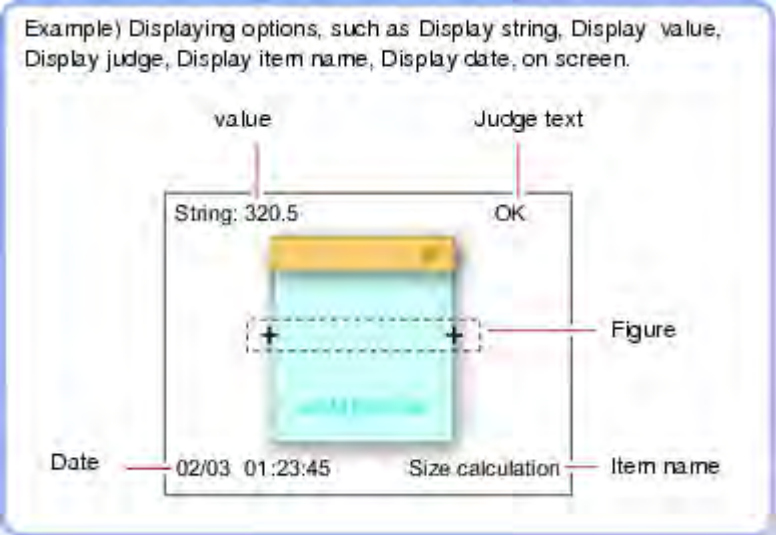 Example) Displaying options, such as Display string, Display value,
Display judge, Display item name, Display date, on screen.
value
Judge text
String: 320.5
OK
Figure
Date
02/03 01:23:45
Size calculation
Item name